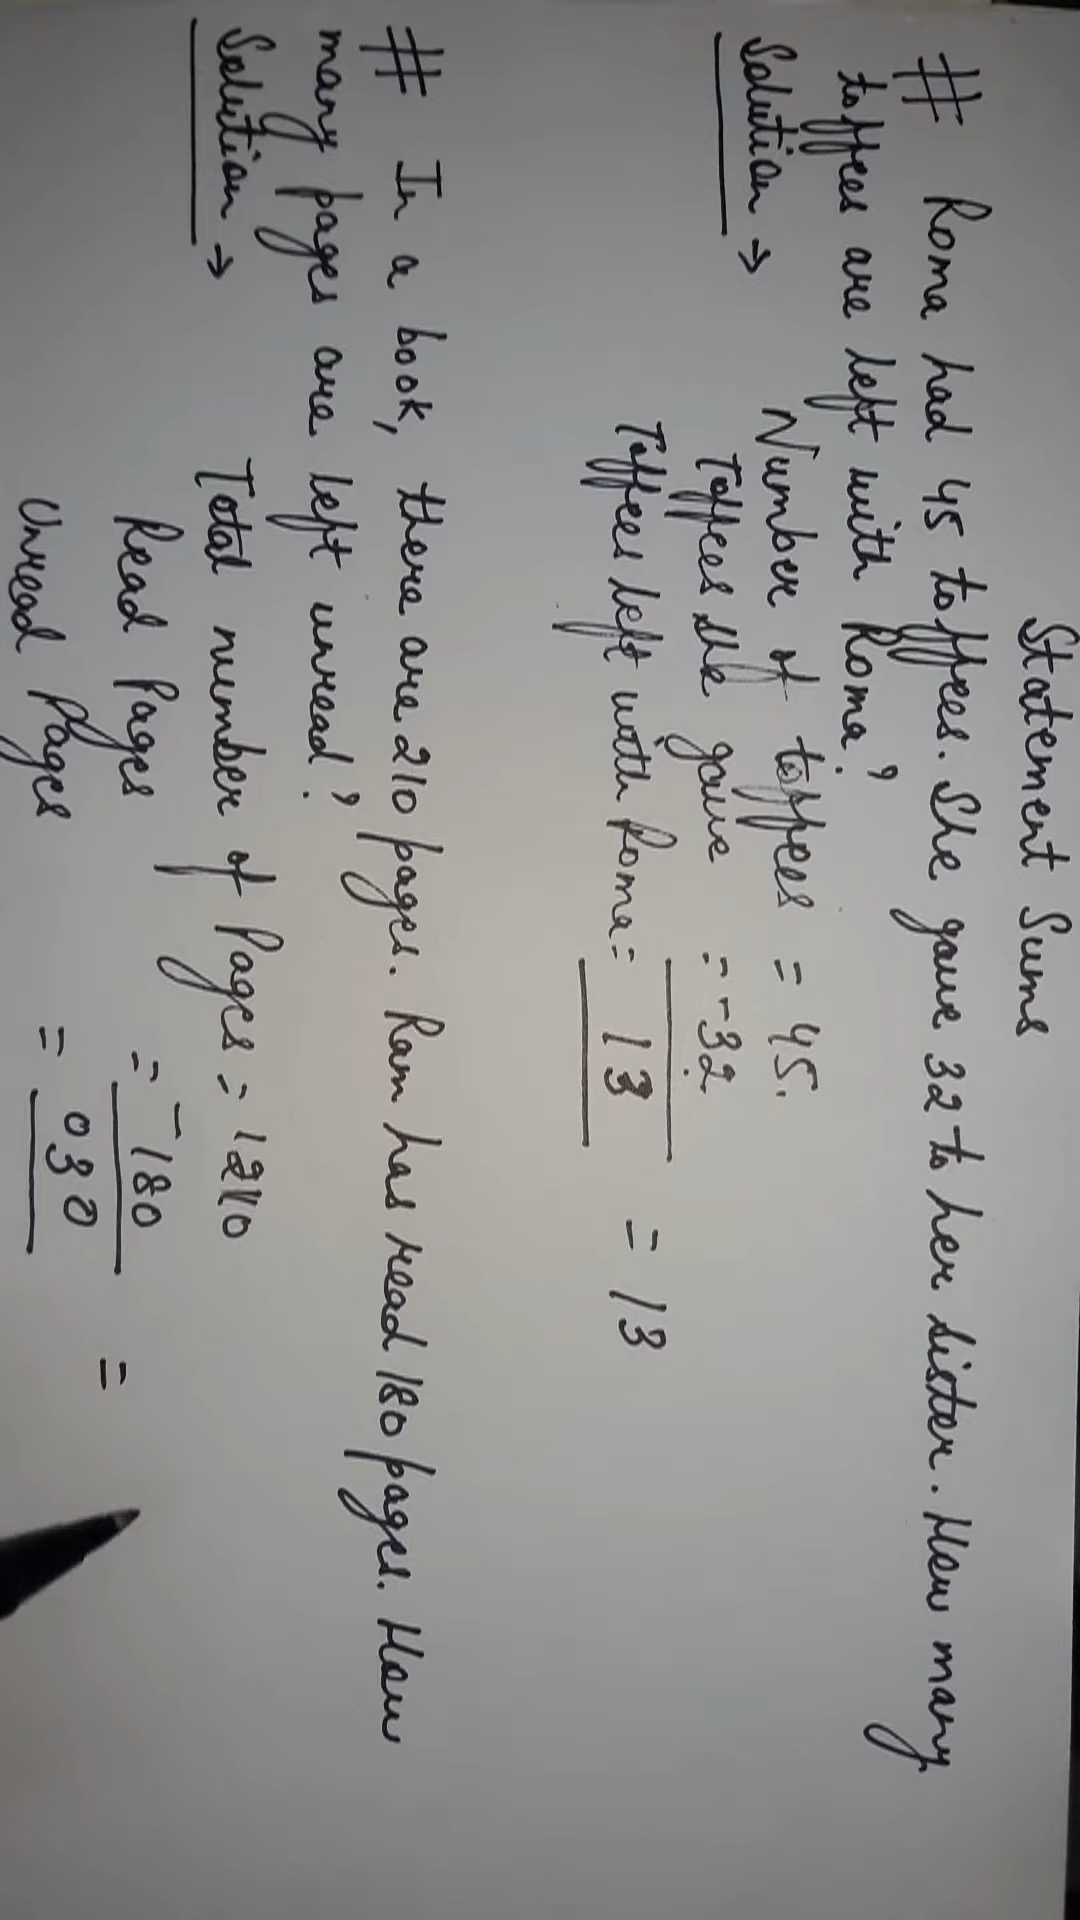 Statement Sums
# Roma had 45 toffees. She gave 32 to her sister. How many
toffees are left with Roma?
Solution → Number of toffees = 45.
Toffees she gave = -32
Toffees left with Roma = 13 = 13
# In a book, there are 210 pages. Ram has read 180 pages. How
many pages are left unread?
Solution → Total number of Pages = 210
Read Pages = -180 =
Unread Pages = 030